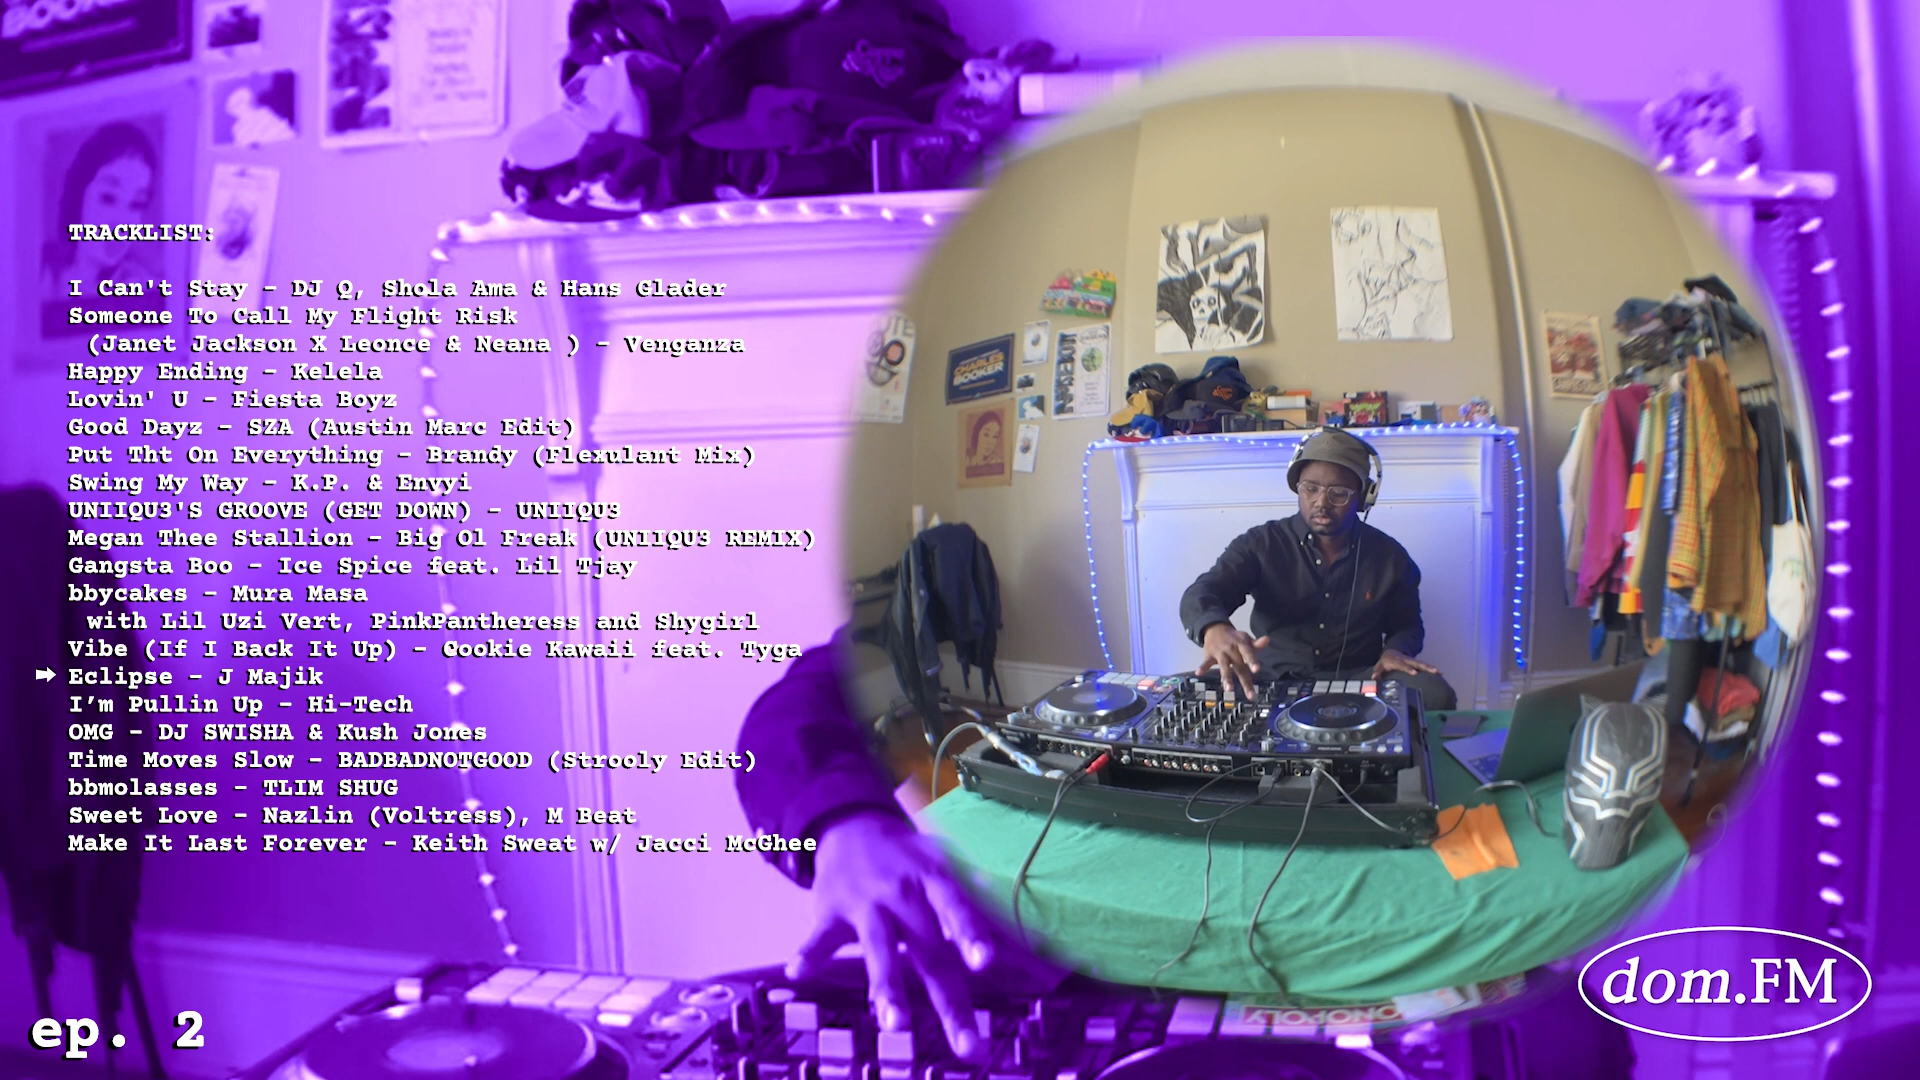 TRACKLIST:
I Can't Stay - DJ Q, Shola Ama & Hans Glader
Someone To Call My Flight Risk
(Janet Jackson X Leonce & Neana ) - Venganza
Happy Ending - Kelela
Lovin' U - Fiesta Boyz
Good Dayz - SZA (Austin Marc Edit)
Put Tht On Everything - Brandy (Flexulant Mix)
Swing My Way - K.P. & Envyi
UNIIQU3'S GROOVE (GET DOWN) - UNIIQU3
Megan Thee Stallion - Big Ol Freak (UNIIQU3 REMIX)
Gangsta Boo - Ice Spice feat. Lil Tjay
bbycakes - Mura Masa
with Lil Uzi Vert, PinkPantheress and Shygirl
Vibe (If I Back It Up) - Cookie Kawaii feat. Tyga
Eclipse - J Majik
I’m Pullin Up - Hi-Tech
OMG - DJ SWISHA & Kush Jones
Time Moves Slow - BADBADNOTGOOD (Strooly Edit)
bbmolasses - TLIM SHUG
Sweet Love - Nazlin (Voltress), M Beat
Make It Last Forever - Keith Sweat w/ Jacci McGhee
CHARLES
BOOKER
ep. 2
dom.FM